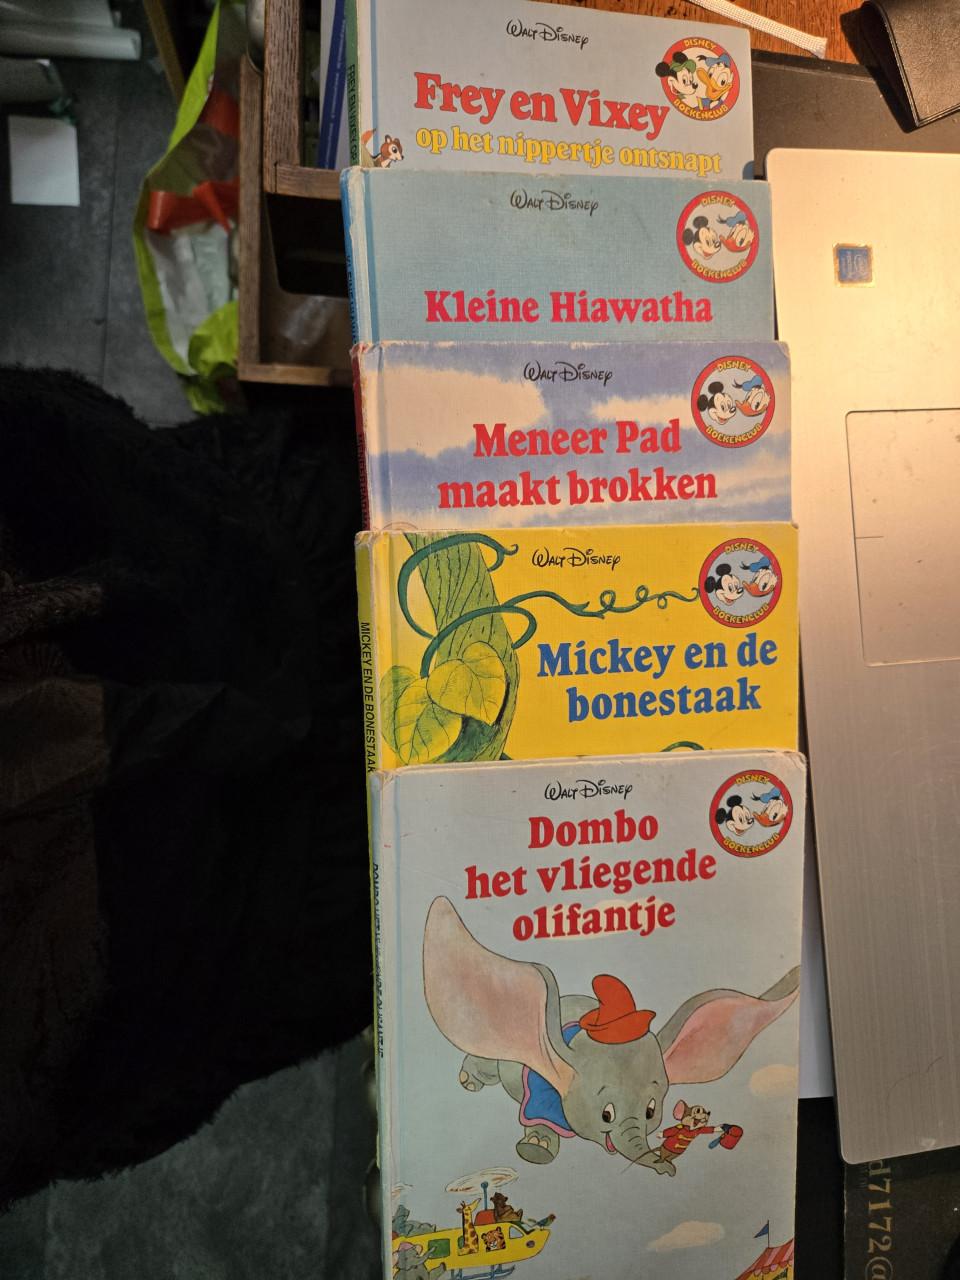 WALT DISNEY
DISNEY
BOEKENCLUB
Frey en Vixey
op het nippertje ontsnapt
WALT DISNEY
DISNEY
BOEKENCLUB
Kleine Hiawatha
WALT DISNEY
DISNEY
BOEKENCLUB
Meneer Pad
maakt brokken
WALT DISNEY
DISNEY
BOEKENCLUB
Mickey en de
bonestaak
MICKEY EN DE BONESTAAK
WALT DISNEY
DISNEY
BOEKENCLUB
Dombo
het vliegende
olifantje
d7172@